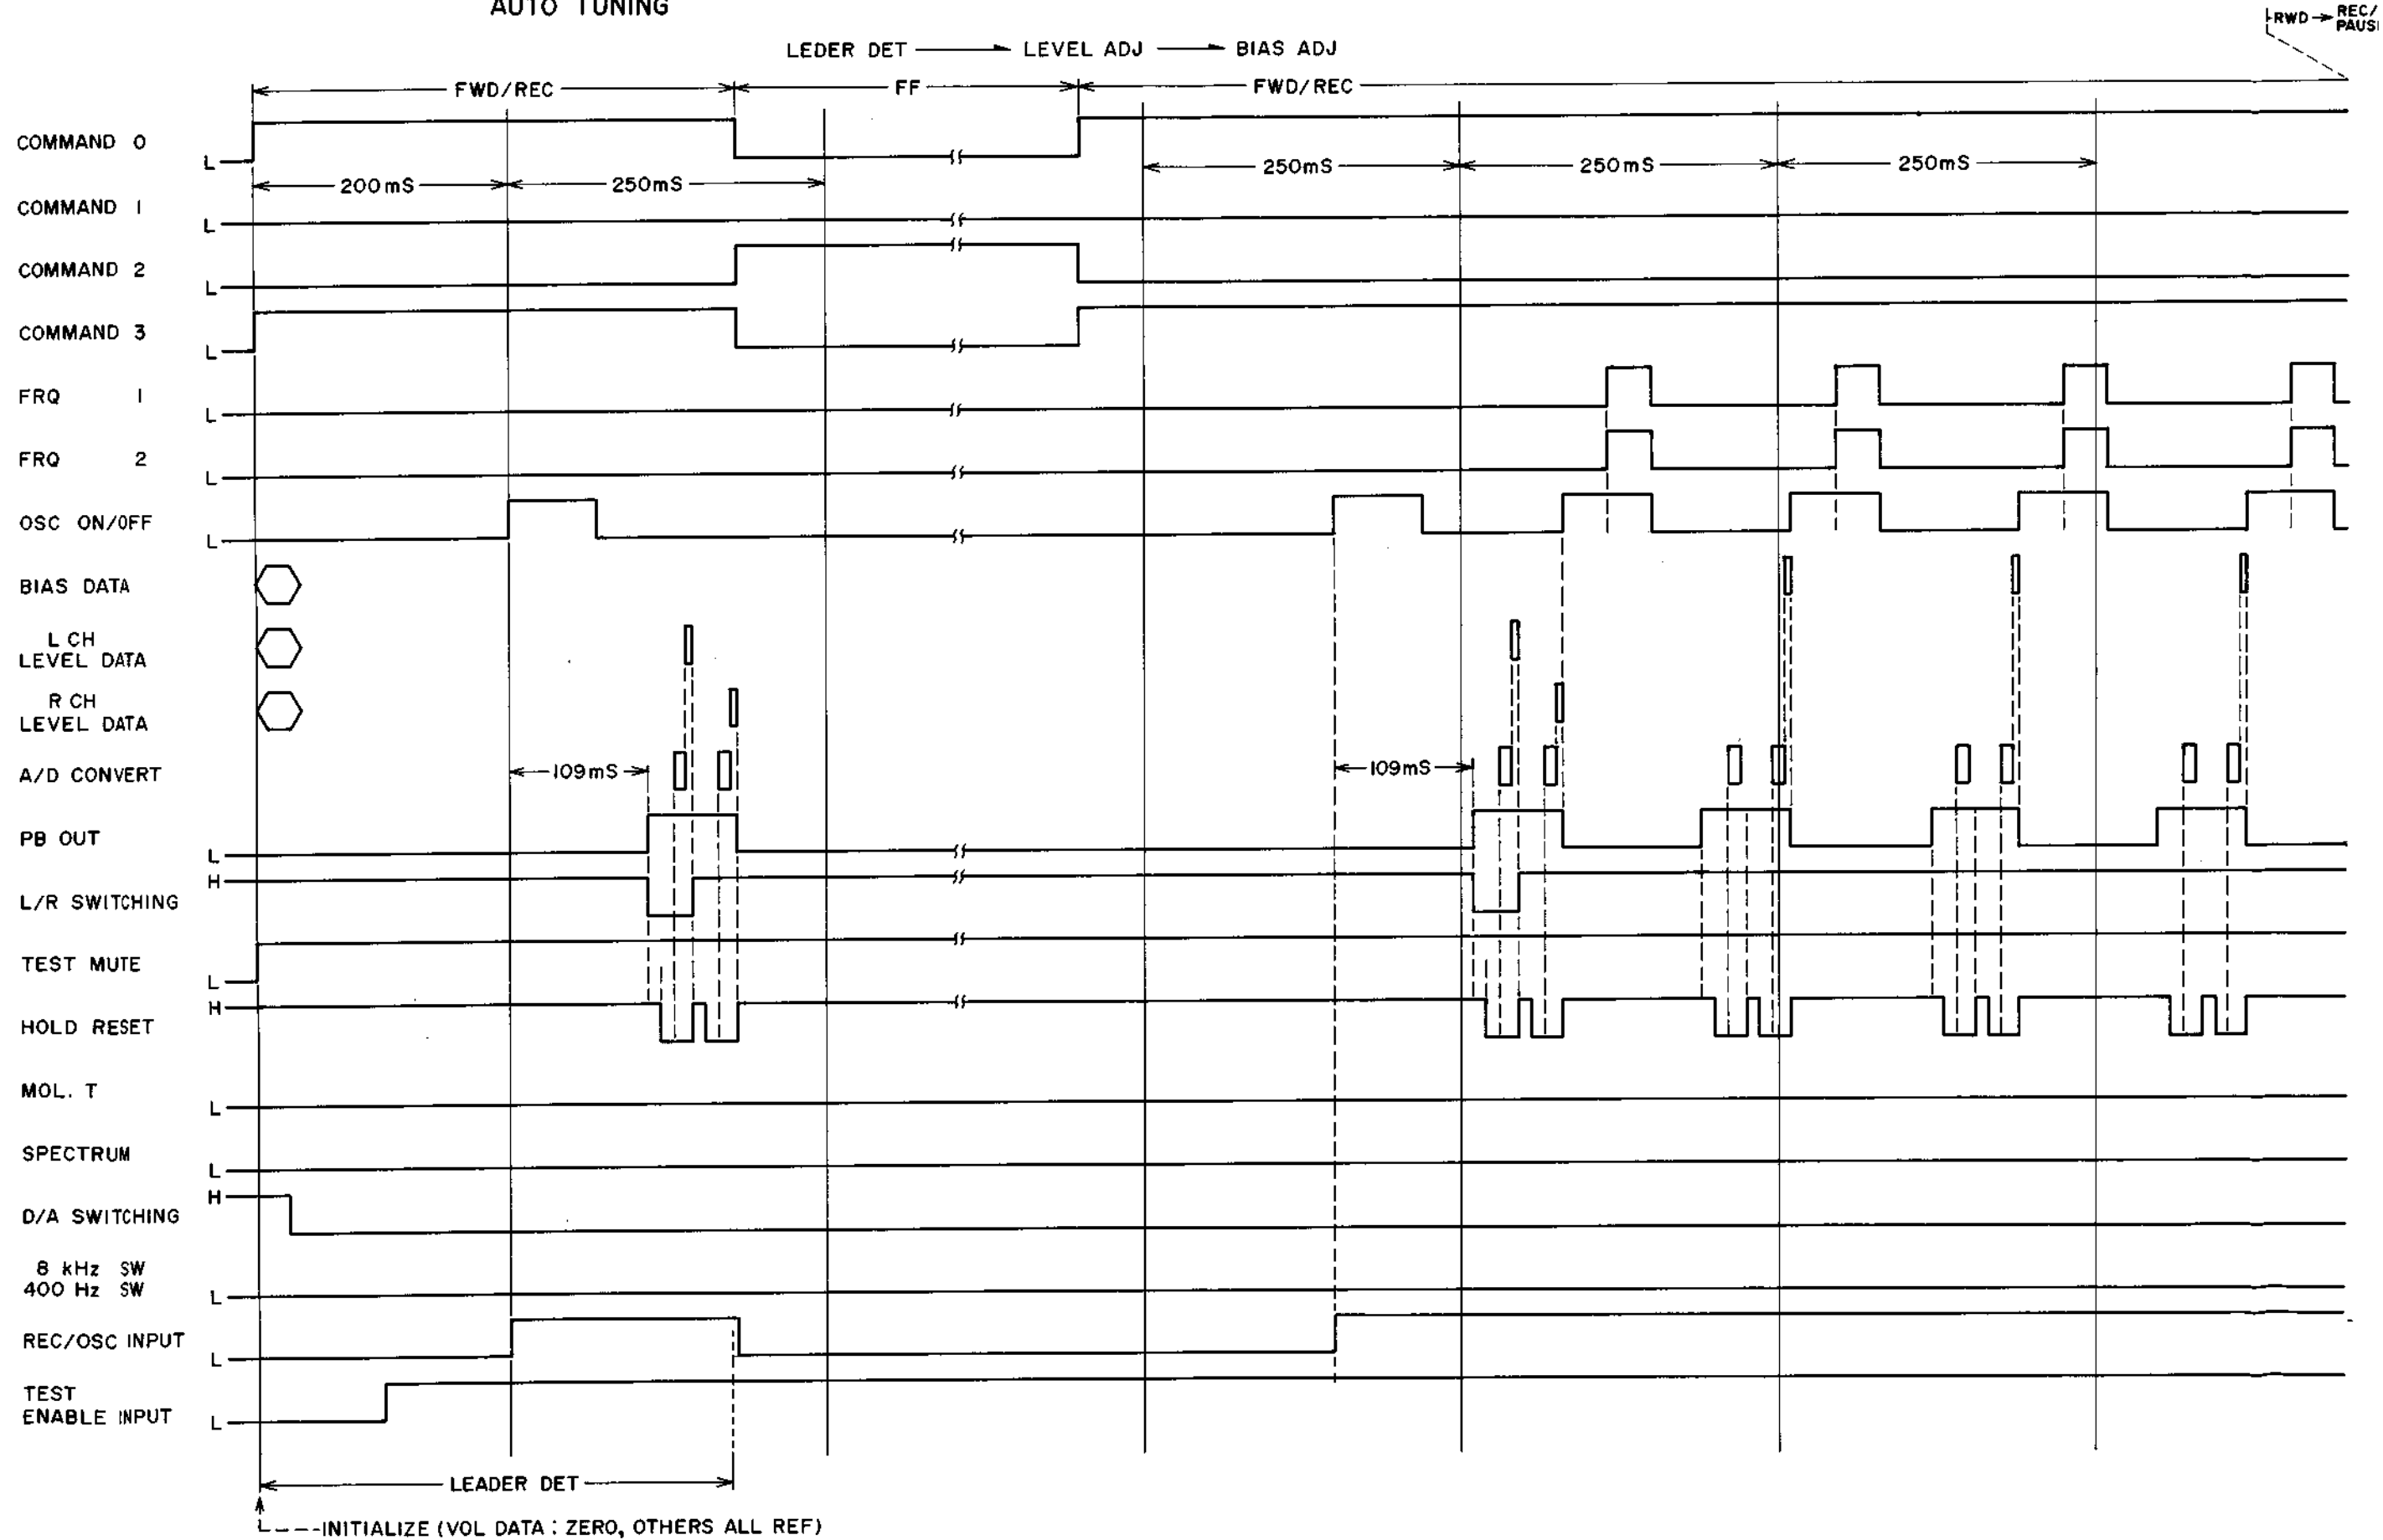 AUTO TUNING
RWD → REC/
LEDER DET → LEVEL ADJ → BIAS ADJ
FWD/REC FF FWD/REC
COMMAND 0 L
250mS 250mS 250mS
200mS 250mS
COMMAND 1 L
COMMAND 2 L
COMMAND 3 L
FRQ 1 L
FRQ 2 L
OSC ON/OFF L
BIAS DATA
L CH
LEVEL DATA
R CH
LEVEL DATA
A/D CONVERT 109mS 109mS
PB OUT L
L/R SWITCHING H
TEST MUTE L
HOLD RESET H
MOL. T L
SPECTRUM L
D/A SWITCHING H
8 kHz SW
400 Hz SW L
REC/OSC INPUT L
TEST
ENABLE INPUT L
LEADER DET
INITIALIZE (VOL DATA : ZERO, OTHERS ALL REF)